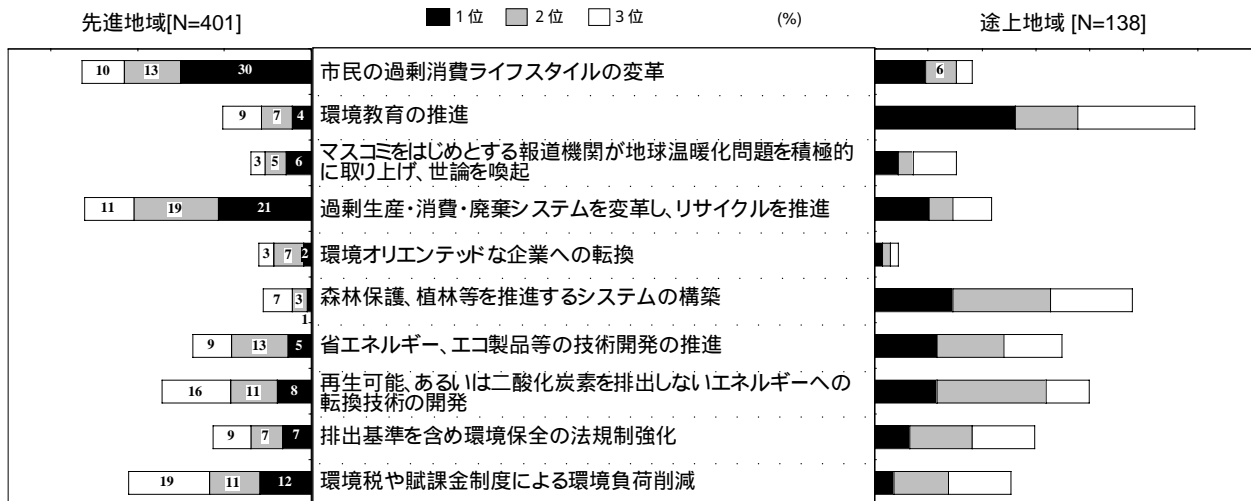 先進地域[N=401] 1位 2位 3位 (%) 途上地域 [N=138]
10 13 30 市民の過剰消費ライフスタイルの変革 6
9 7 4 環境教育の推進
3 5 6 マスコミをはじめとする報道機関が地球温暖化問題を積極的
に取り上げ、世論を喚起
11 19 21 過剰生産・消費・廃棄システムを変革し、リサイクルを推進
3 7 2 環境オリエンテッドな企業への転換
7 3 1 森林保護、植林等を推進するシステムの構築
9 13 5 省エネルギー、エコ製品等の技術開発の推進
16 11 8 再生可能、あるいは二酸化炭素を排出しないエネルギーへの
転換技術の開発
9 7 7 排出基準を含め環境保全の法規制強化
19 11 12 環境税や賦課金制度による環境負荷削減